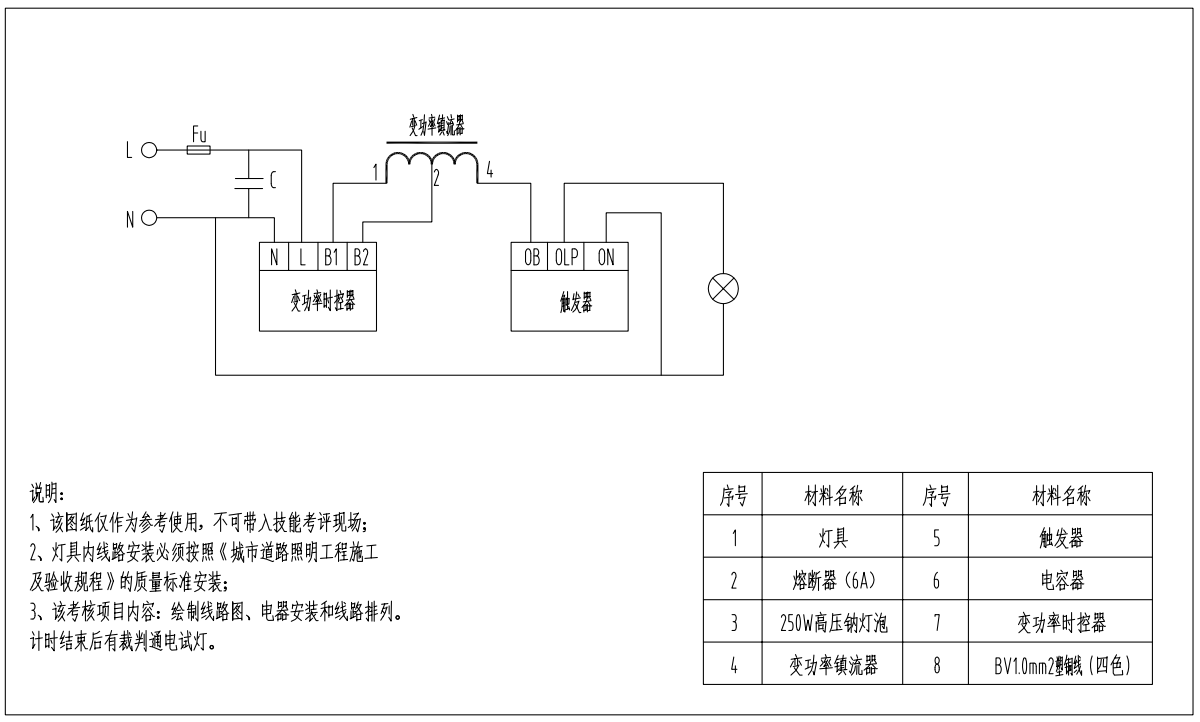 变功率镇流器
Fu
L
1
2
4
C
N
N L B1 B2
OB OLP ON
变功率时控器
触发器
说明:
1、该图纸仅作为参考使用，不可带入技能考评现场;
2、灯具内线路安装必须按照《城市道路照明工程施工
及验收规程》的质量标准安装;
3、该考核项目内容: 绘制线路图、电器安装和线路排列。
计时结束后有裁判通电试灯。
序号 材料名称 序号 材料名称
1 灯具 5 触发器
2 熔断器 (6A) 6 电容器
3 250W高压钠灯泡 7 变功率时控器
4 变功率镇流器 8 BV1.0mm2塑铜线 (四色)